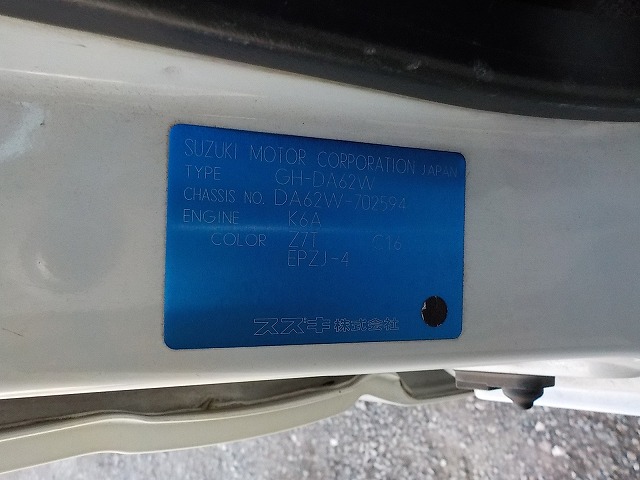 SUZUKI MOTOR CORPORATION JAPAN
TYPE GH-DA62W
CHASSIS NO. DA62W-702594
ENGINE K6A
COLOR Z7T C16
EPZJ-4
スズキ株式会社